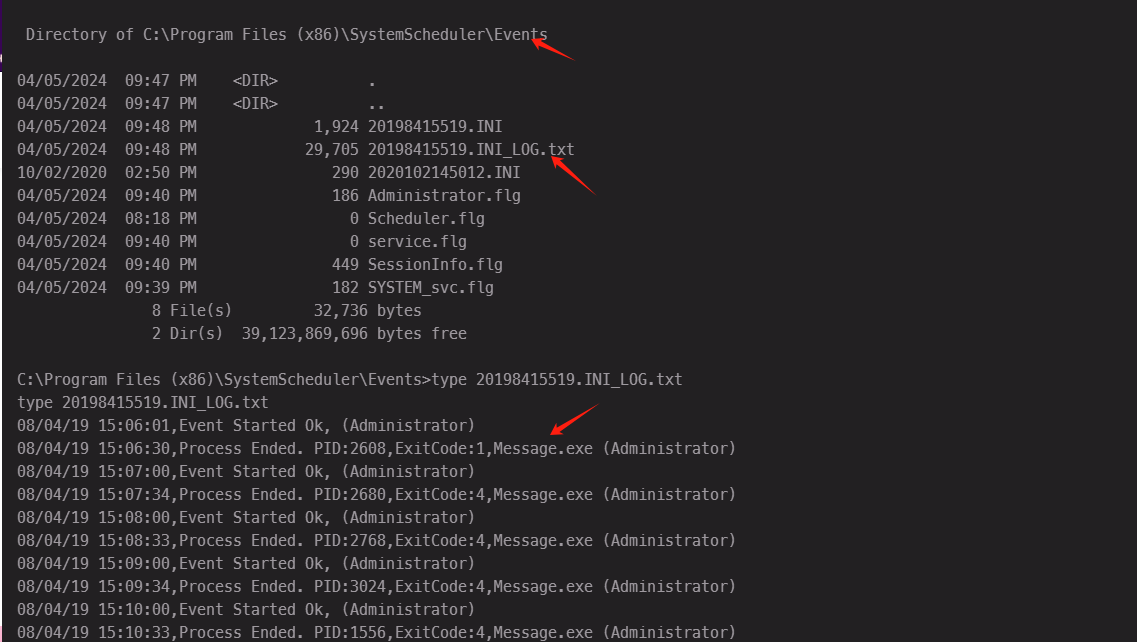 Directory of C:\Program Files (x86)\SystemScheduler\Events
04/05/2024  09:47 PM    <DIR>          .
04/05/2024  09:47 PM    <DIR>          ..
04/05/2024  09:48 PM             1,924 20198415519.INI
04/05/2024  09:48 PM            29,705 20198415519.INI_LOG.txt
10/02/2020  02:50 PM               290 2020102145012.INI
04/05/2024  09:40 PM               186 Administrator.flg
04/05/2024  08:18 PM                 0 Scheduler.flg
04/05/2024  09:40 PM                 0 service.flg
04/05/2024  09:40 PM               449 SessionInfo.flg
04/05/2024  09:39 PM               182 SYSTEM_svc.flg
8 File(s)         32,736 bytes
2 Dir(s)  39,123,869,696 bytes free
C:\Program Files (x86)\SystemScheduler\Events>type 20198415519.INI_LOG.txt
type 20198415519.INI_LOG.txt
08/04/19 15:06:01,Event Started Ok, (Administrator)
08/04/19 15:06:30,Process Ended. PID:2608,ExitCode:1,Message.exe (Administrator)
08/04/19 15:07:00,Event Started Ok, (Administrator)
08/04/19 15:07:34,Process Ended. PID:2680,ExitCode:4,Message.exe (Administrator)
08/04/19 15:08:00,Event Started Ok, (Administrator)
08/04/19 15:08:33,Process Ended. PID:2768,ExitCode:4,Message.exe (Administrator)
08/04/19 15:09:00,Event Started Ok, (Administrator)
08/04/19 15:09:34,Process Ended. PID:3024,ExitCode:4,Message.exe (Administrator)
08/04/19 15:10:00,Event Started Ok, (Administrator)
08/04/19 15:10:33,Process Ended. PID:1556,ExitCode:4,Message.exe (Administrator)